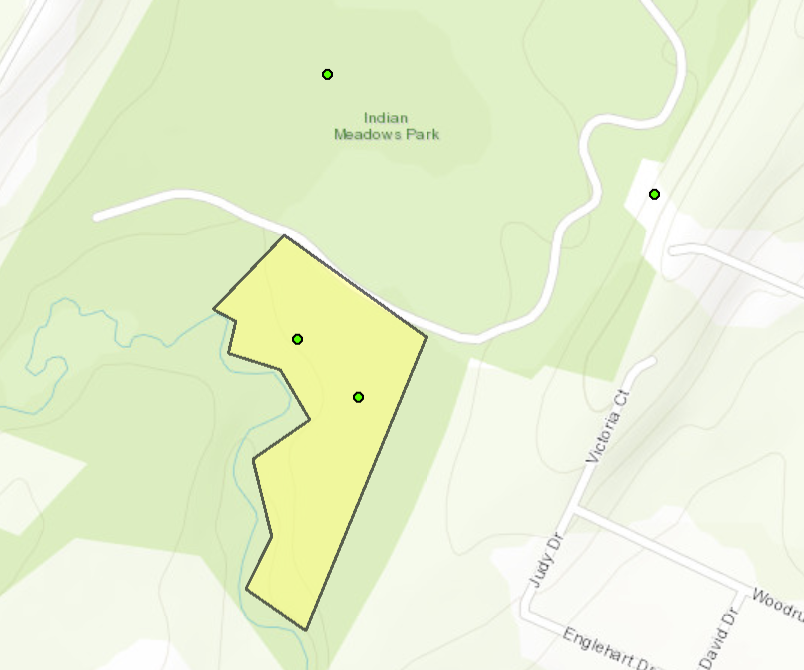 Indian
Meadows Park
Victoria Ct
Judy Dr
Woodru
Englehart Dr
David Dr